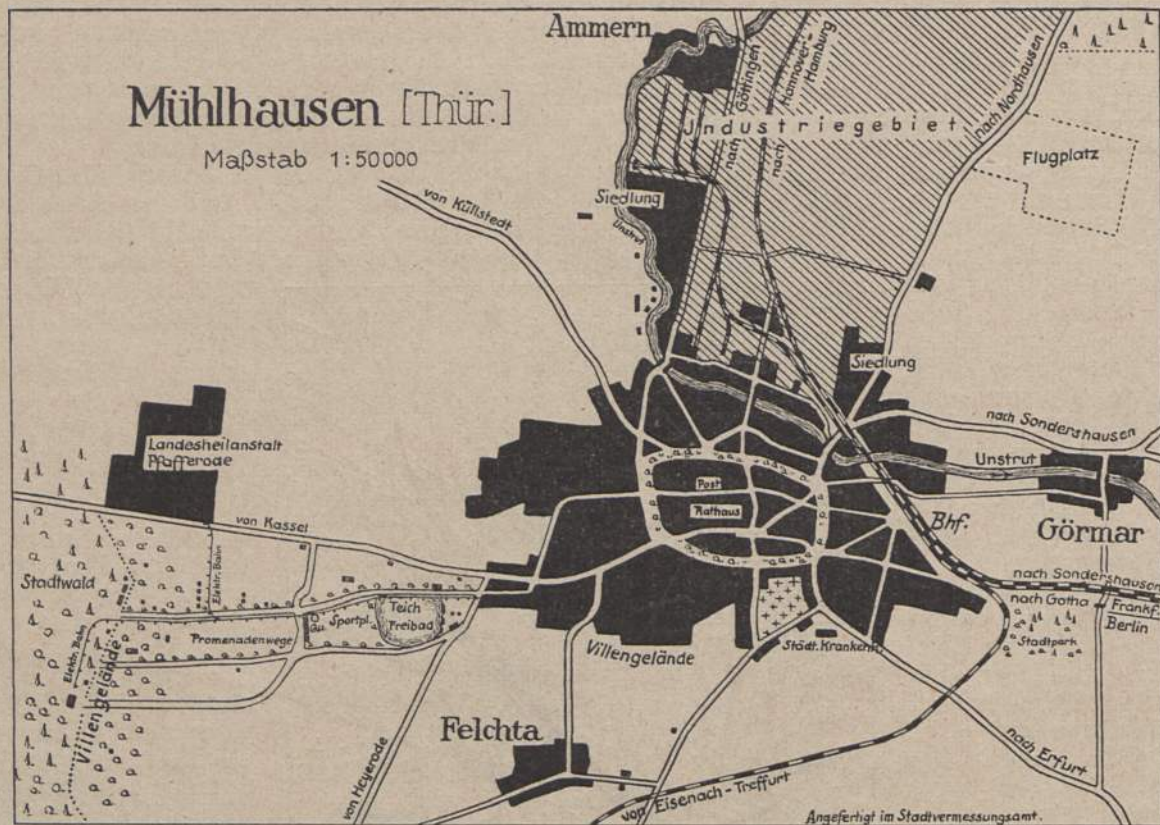 Ammern
Mühlhausen [Thür.]
Maßstab 1:50000
nach Göttingen
nach Hannover-
Hamburg
Jndustriegebiet
nach Nordhausen
Flugplatz
von Küllstedt
Siedlung
Unstrut
Siedlung
nach Sondershausen
Landesheilanstalt
Pfafferode
Unstrut
Post
Rathaus
von Kassel
Bhf.
Görmar
Stadtwald
Elektr. Bahn
nach Sondershausen
nach Gotha
Frankf.
Berlin
Teich
Freibad
Sportpl.
Promenadenwege
Stadtpark
Elektr. Bahn
Villengelände
Villengelände
Städt. Krankenh.
Felchta
von Heyerode
von Eisenach-Treffurt
nach Erfurt
Angefertigt im Stadtvermessungsamt.